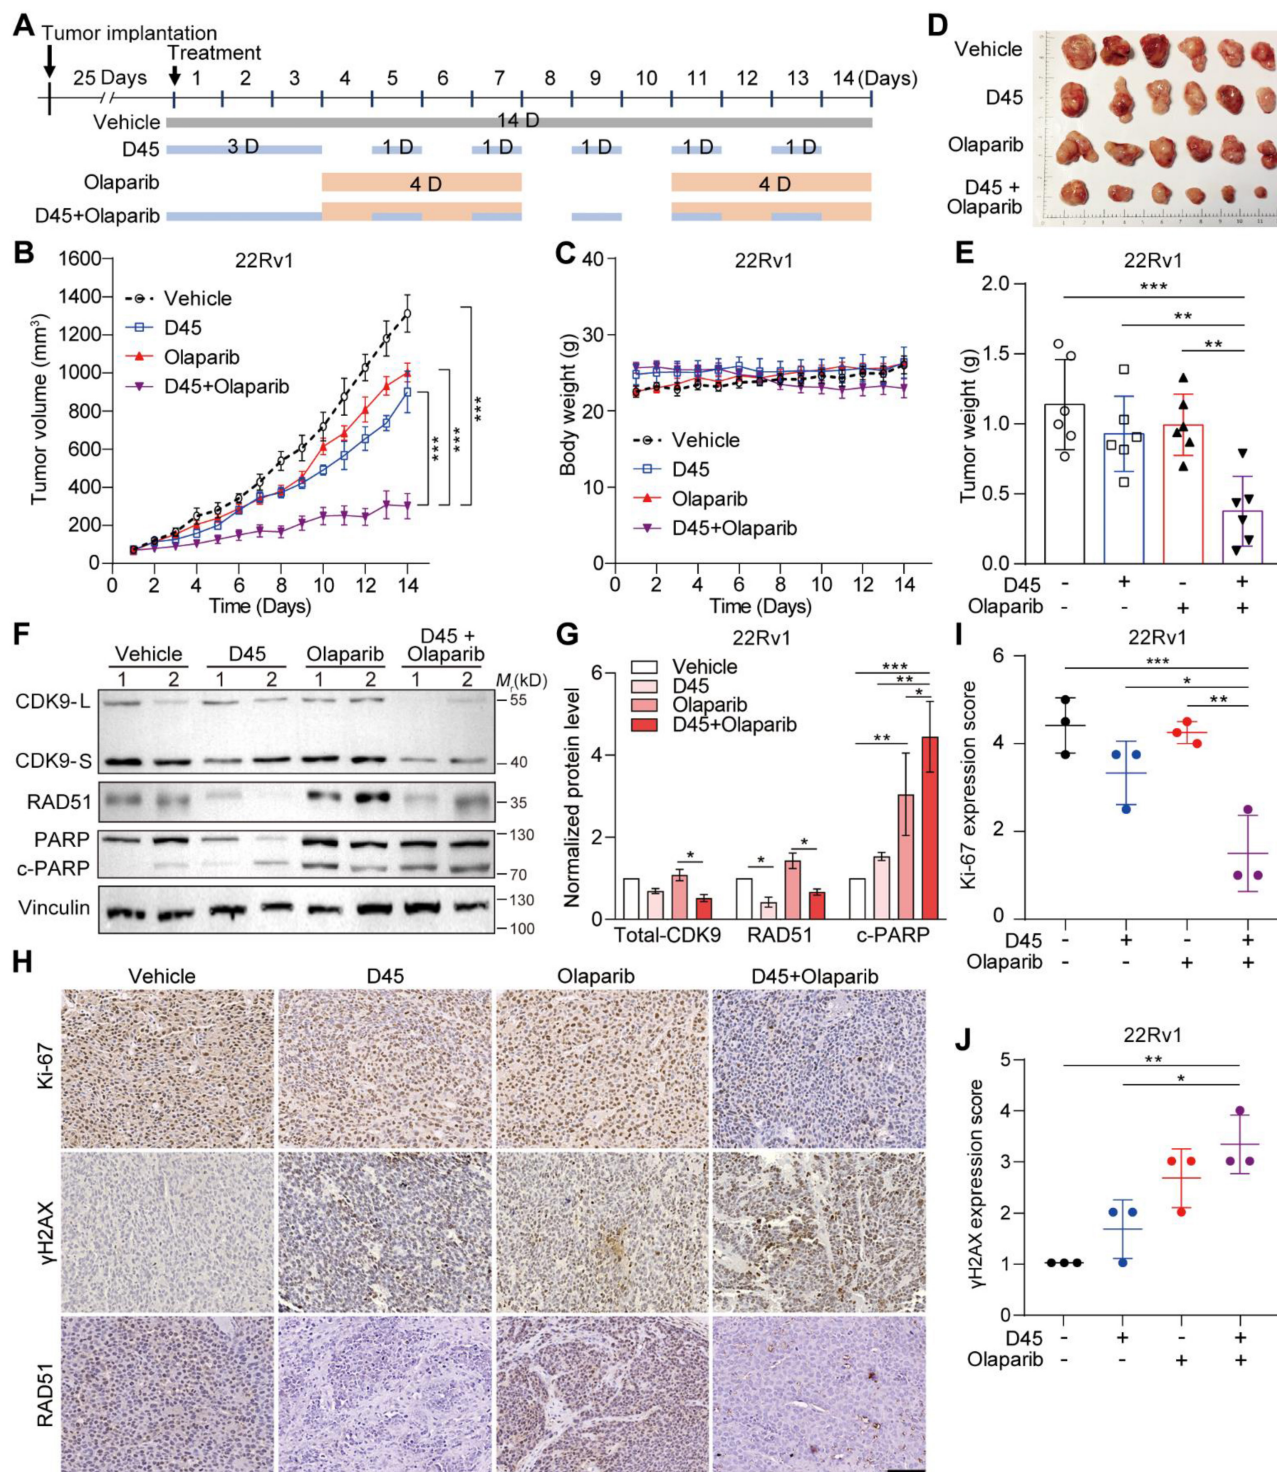 A
Tumor implantation
Treatment
25 Days 1 2 3 4 5 6 7 8 9 10 11 12 13 14 (Days)
Vehicle 14 D
D45 3 D 1 D 1 D 1 D 1 D 1 D
Olaparib 4 D 4 D
D45+Olaparib
D
Vehicle
D45
Olaparib
D45 +
Olaparib
B
22Rv1
Tumor volume (mm³)
1600
1400
1200
1000
800
600
400
200
0
Vehicle
D45
Olaparib
D45+Olaparib
*** *** ***
2 4 6 8 10 12 14
Time (Days)
C
22Rv1
Body weight (g)
40
30
20
10
0
Vehicle
D45
Olaparib
D45+Olaparib
2 4 6 8 10 12 14
Time (Days)
E
22Rv1
Tumor weight (g)
2.0
1.5
1.0
0.5
0.0
***
**
**
D45 - + - +
Olaparib - - + +
F
Vehicle D45 Olaparib D45 + Olaparib
1 2 1 2 1 2 1 2 Mr(kD)
CDK9-L 55
CDK9-S 40
RAD51 35
PARP 130
c-PARP 70
Vinculin 130
100
G
22Rv1
Normalized protein level
6
4
2
0
Vehicle
D45
Olaparib
D45+Olaparib
***
**
*
**
*
* *
Total-CDK9 RAD51 c-PARP
I
22Rv1
Ki-67 expression score
6
4
2
0
***
*
**
D45 - + - +
Olaparib - - + +
H
Vehicle D45 Olaparib D45+Olaparib
Ki-67
γH2AX
RAD51
J
22Rv1
γH2AX expression score
5
4
3
2
1
0
**
*
D45 - + - +
Olaparib - - + +